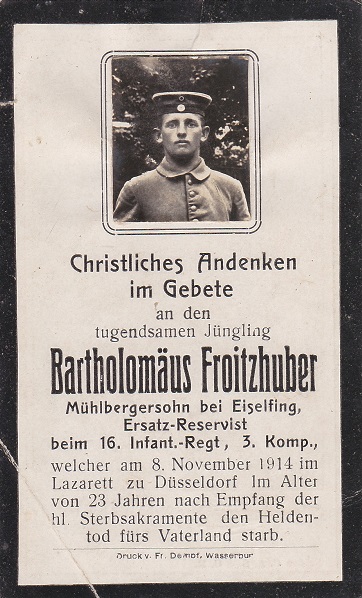 Christliches Andenken
im Gebete
an den
tugendsamen Jüngling
Bartholomäus Froitzhuber
Mühlbergersohn bei Eiselfing,
Ersatz-Reservist
beim 16. Infant.-Regt, 3. Komp.,
welcher am 8. November 1914 im
Lazarett zu Düsseldorf Im Alter
von 23 Jahren nach Empfang der
hl. Sterbsakramente den Helden-
tod fürs Vaterland starb.
Druck v. Fr. Dempf, Wasserbur